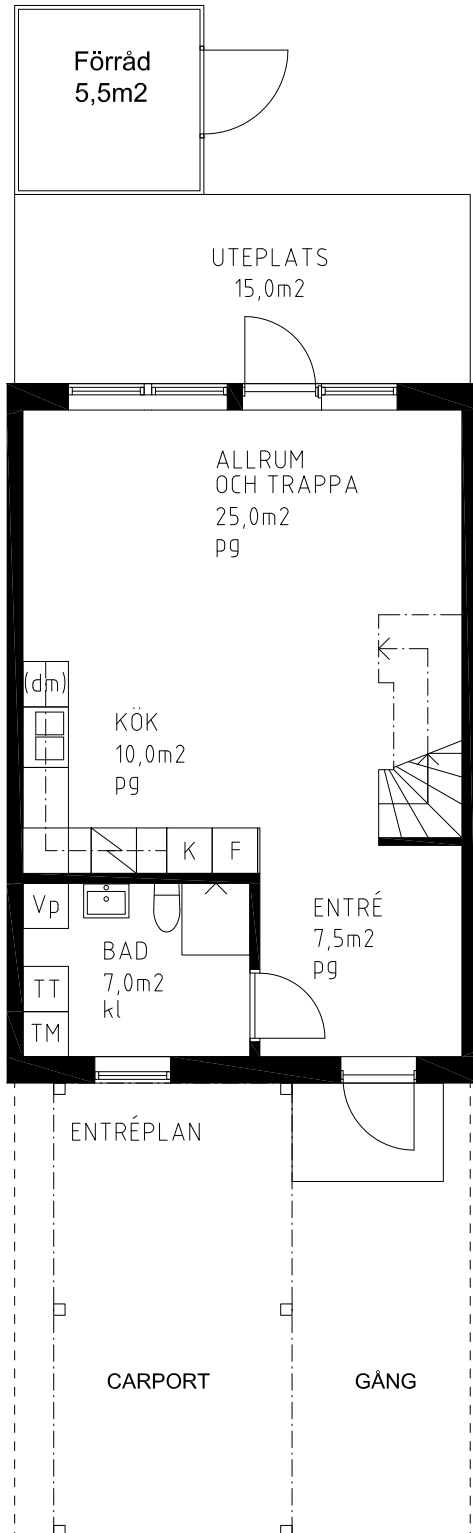 Förråd
5,5m2
UTEPLATS
15,0m2
ALLRUM
OCH TRAPPA
25,0m2
pg
(dm)
KÖK
10,0m2
pg
K F
Vp
ENTRÉ
7,5m2
pg
BAD
7,0m2
kl
TT
TM
ENTRÉPLAN
CARPORT GÅNG